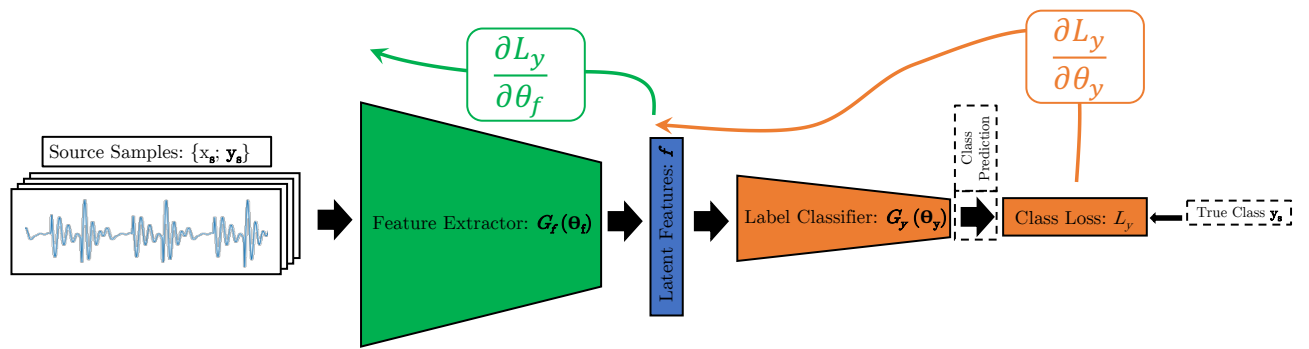 ∂L_y
∂θ_f
∂L_y
∂θ_y
Source Samples: {x_s; y_s}
Feature Extractor: G_f(Θ_f)
Latent Features: f
Label Classifier: G_y (Θ_y)
Class
Prediction
Class Loss: L_y
True Class y_s